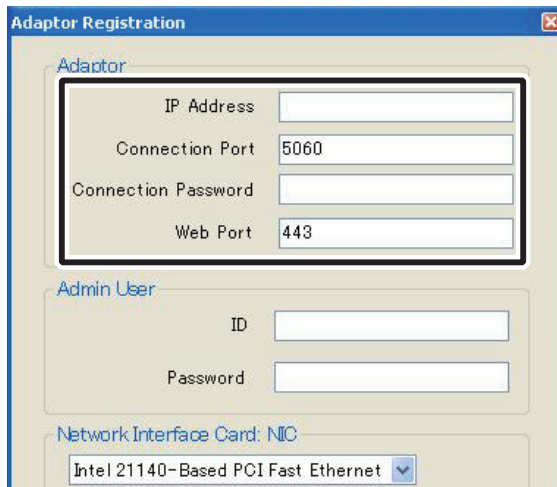 Adaptor Registration
Adaptor
IP Address
Connection Port 5060
Connection Password
Web Port 443
Admin User
ID
Password
Network Interface Card: NIC
Intel 21140-Based PCI Fast Ethernet